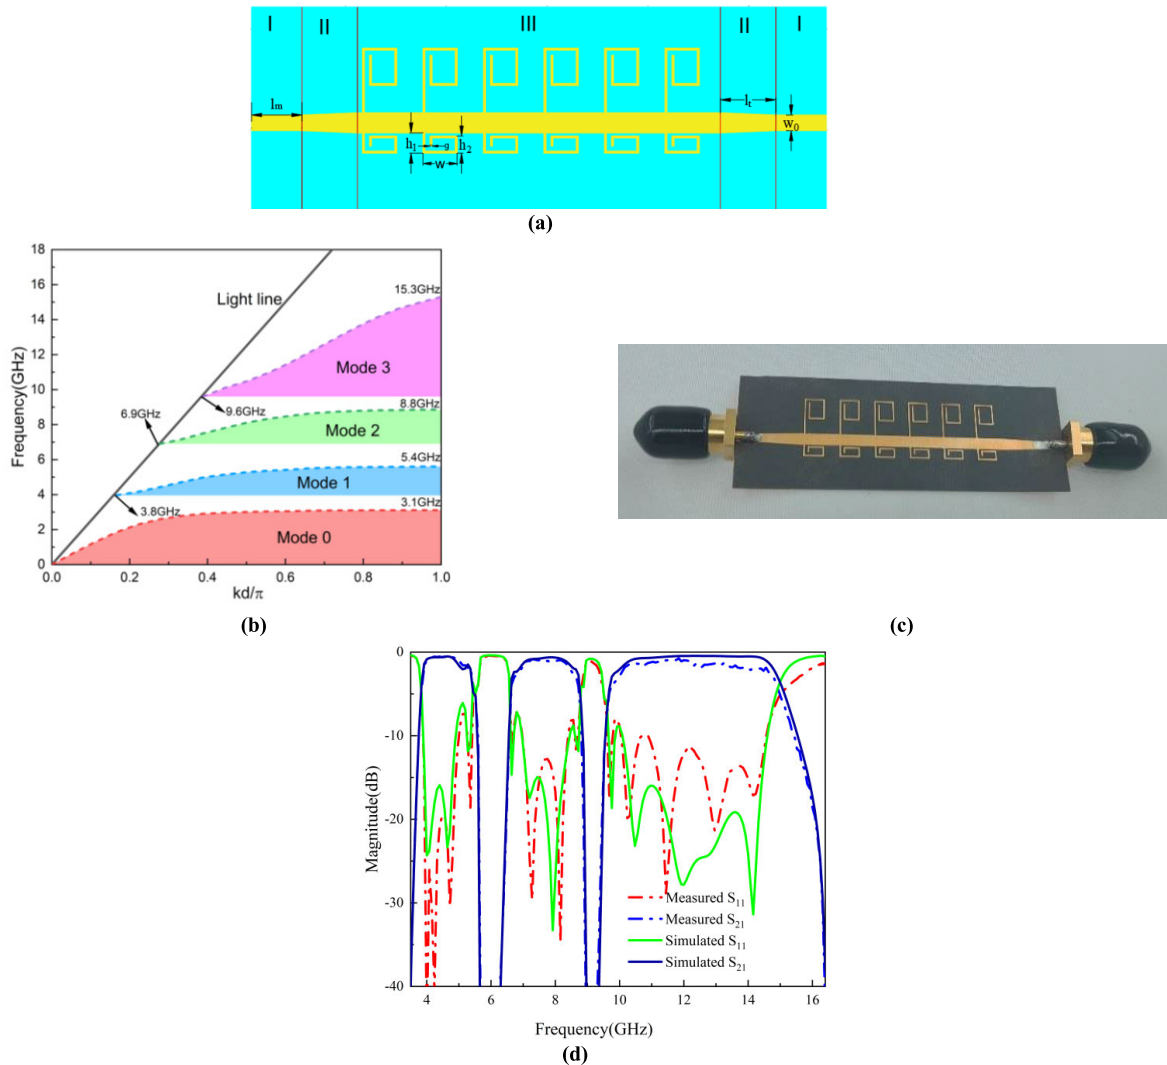 I II III II I
lm
lt
w0
h1 g h2
w
(a)
18
16
14
12
10
8
6
4
2
0
Frequency(GHz)
Light line
15.3GHz
Mode 3
9.6GHz
6.9GHz
8.8GHz
Mode 2
5.4GHz
Mode 1
3.8GHz
3.1GHz
Mode 0
0.0 0.2 0.4 0.6 0.8 1.0
kd/π
(b)
(c)
0
-10
-20
-30
-40
Magnitude(dB)
Measured S11
Measured S21
Simulated S11
Simulated S21
4 6 8 10 12 14 16
Frequency(GHz)
(d)